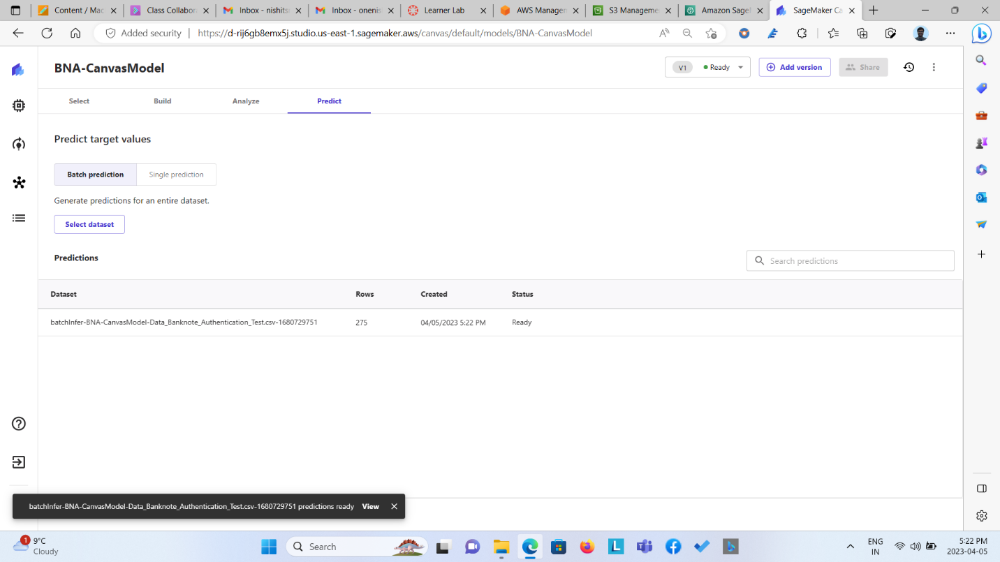 Content / Mac
Class Collabora
Inbox - nishits
Inbox - onenis
Learner Lab
AWS Managem
S3 Manageme
Amazon Sagel
SageMaker Ca
Added security
https://d-rij6gb8emx5j.studio.us-east-1.sagemaker.aws/canvas/default/models/BNA-CanvasModel
BNA-CanvasModel
V1
Ready
Add version
Share
Select
Build
Analyze
Predict
Predict target values
Batch prediction
Single prediction
Generate predictions for an entire dataset.
Select dataset
Predictions
Search predictions
Dataset
Rows
Created
Status
batchInfer-BNA-CanvasModel-Data_Banknote_Authentication_Test.csv-1680729751
275
04/05/2023 5:22 PM
Ready
batchInfer-BNA-CanvasModel-Data_Banknote_Authentication_Test.csv-1680729751 predictions ready
View
1
9°C
Cloudy
Search
L
ENG
IN
5:22 PM
2023-04-05